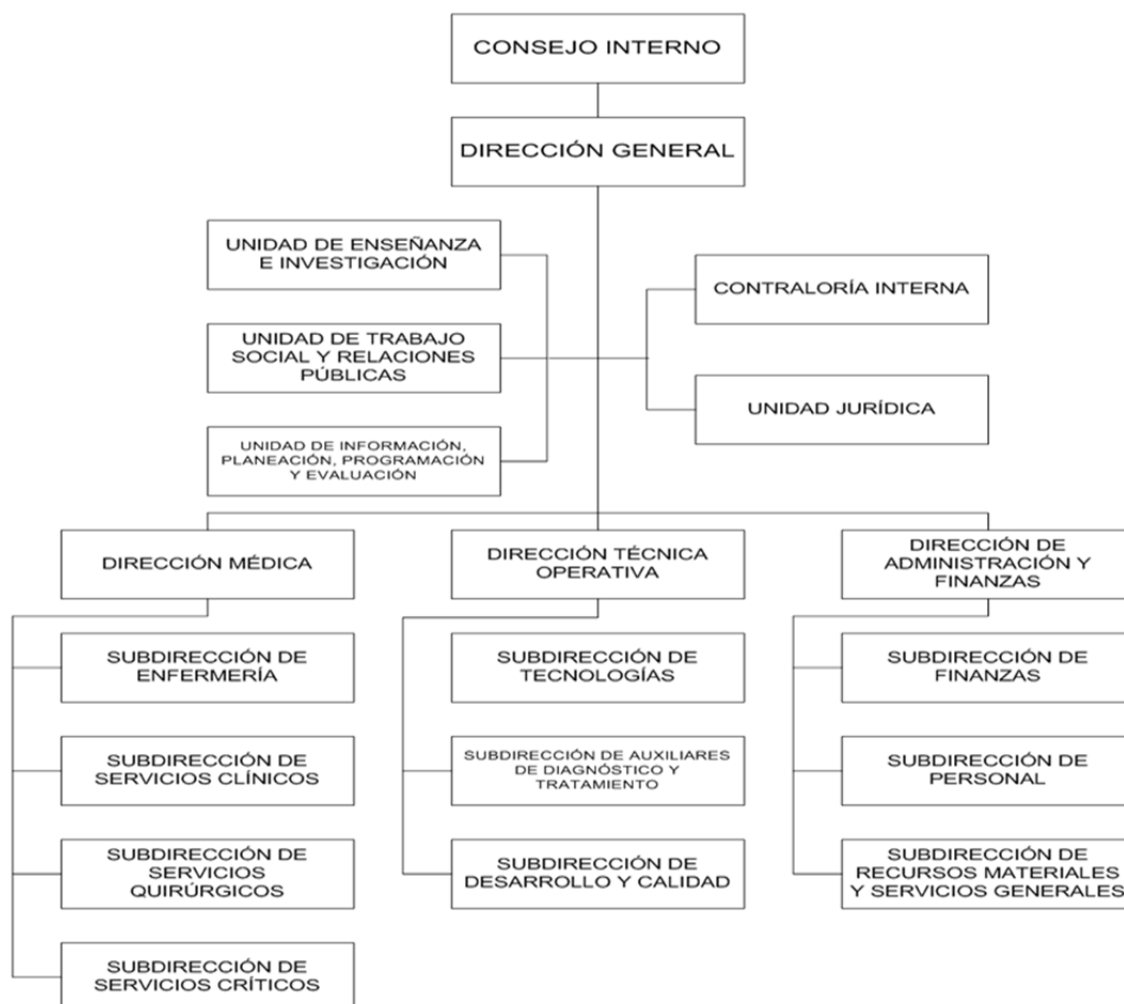 CONSEJO INTERNO
DIRECCIÓN GENERAL
UNIDAD DE ENSEÑANZA
E INVESTIGACIÓN
UNIDAD DE TRABAJO
SOCIAL Y RELACIONES
PÚBLICAS
UNIDAD DE INFORMACIÓN,
PLANEACIÓN, PROGRAMACIÓN
Y EVALUACIÓN
CONTRALORÍA INTERNA
UNIDAD JURÍDICA
DIRECCIÓN MÉDICA
SUBDIRECCIÓN DE
ENFERMERÍA
SUBDIRECCIÓN DE
SERVICIOS CLÍNICOS
SUBDIRECCIÓN DE
SERVICIOS
QUIRÚRGICOS
SUBDIRECCIÓN DE
SERVICIOS CRÍTICOS
DIRECCIÓN TÉCNICA
OPERATIVA
SUBDIRECCIÓN DE
TECNOLOGÍAS
SUBDIRECCIÓN DE AUXILIARES
DE DIAGNÓSTICO Y
TRATAMIENTO
SUBDIRECCIÓN DE
DESARROLLO Y CALIDAD
DIRECCIÓN DE
ADMINISTRACIÓN Y
FINANZAS
SUBDIRECCIÓN DE
FINANZAS
SUBDIRECCIÓN DE
PERSONAL
SUBDIRECCIÓN DE
RECURSOS MATERIALES
Y SERVICIOS GENERALES